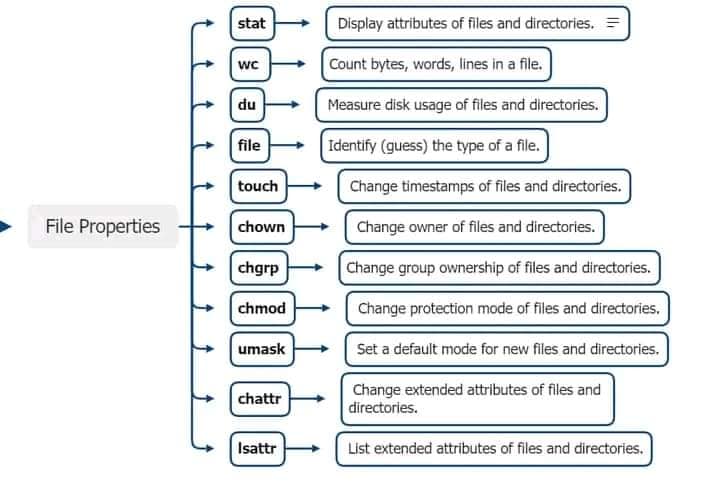 stat
Display attributes of files and directories.
wc
Count bytes, words, lines in a file.
du
Measure disk usage of files and directories.
file
Identify (guess) the type of a file.
touch
Change timestamps of files and directories.
File Properties
chown
Change owner of files and directories.
chgrp
Change group ownership of files and directories.
chmod
Change protection mode of files and directories.
umask
Set a default mode for new files and directories.
chattr
Change extended attributes of files and
directories.
lsattr
List extended attributes of files and directories.